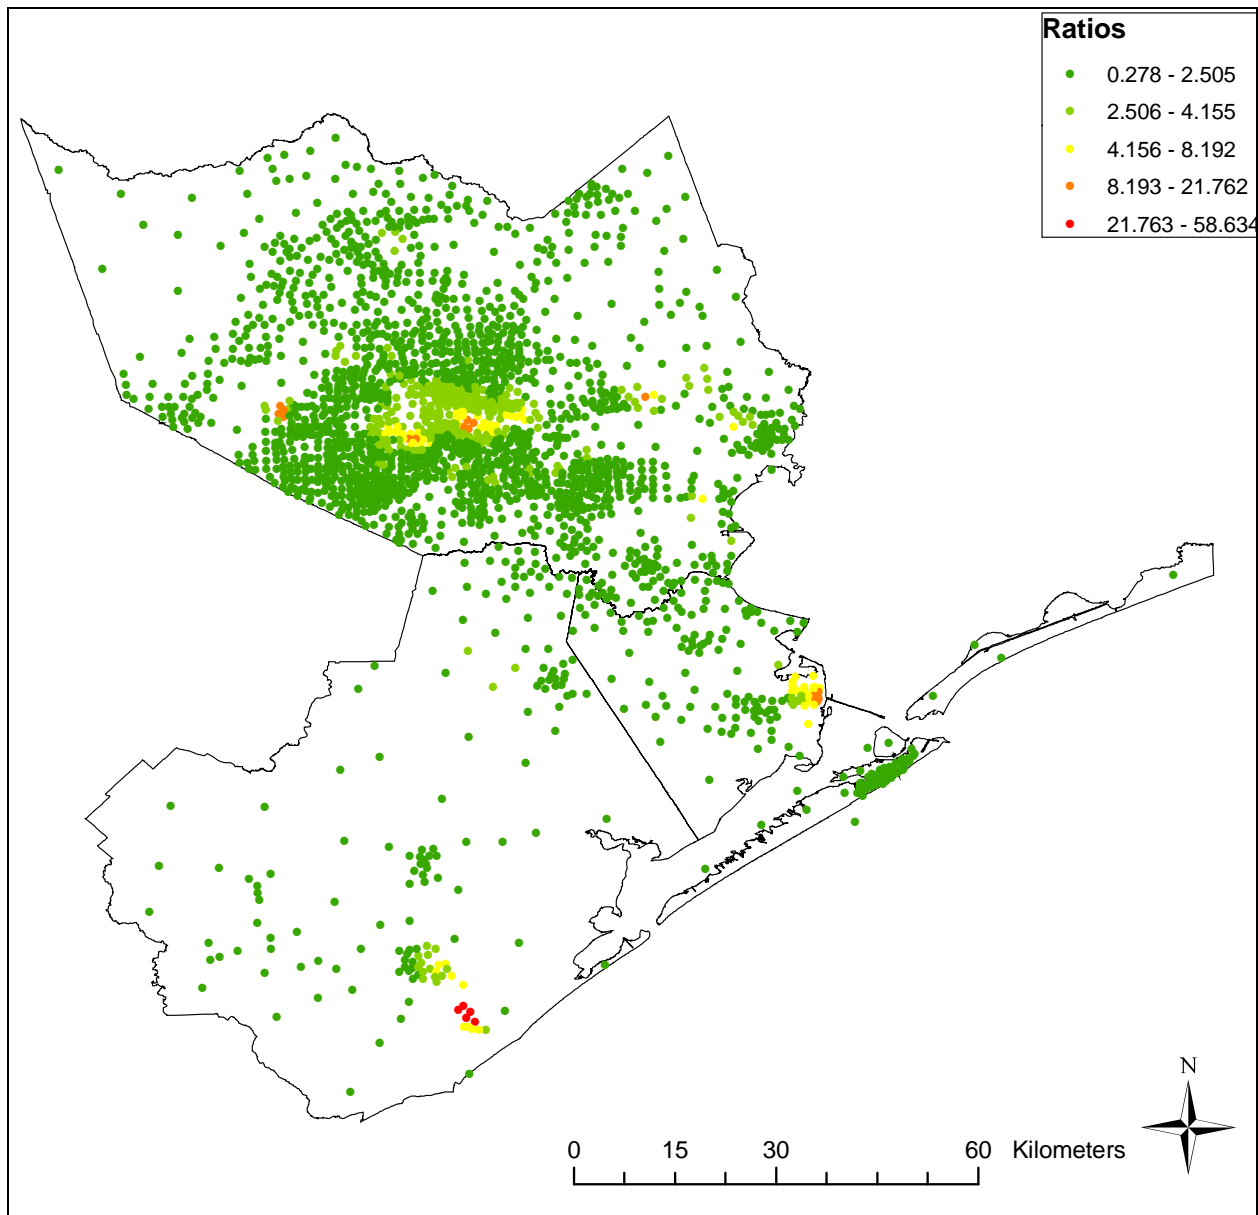 Ratios
0.278 - 2.505
2.506 - 4.155
4.156 - 8.192
8.193 - 21.762
21.763 - 58.634
N
0 15 30 60 Kilometers